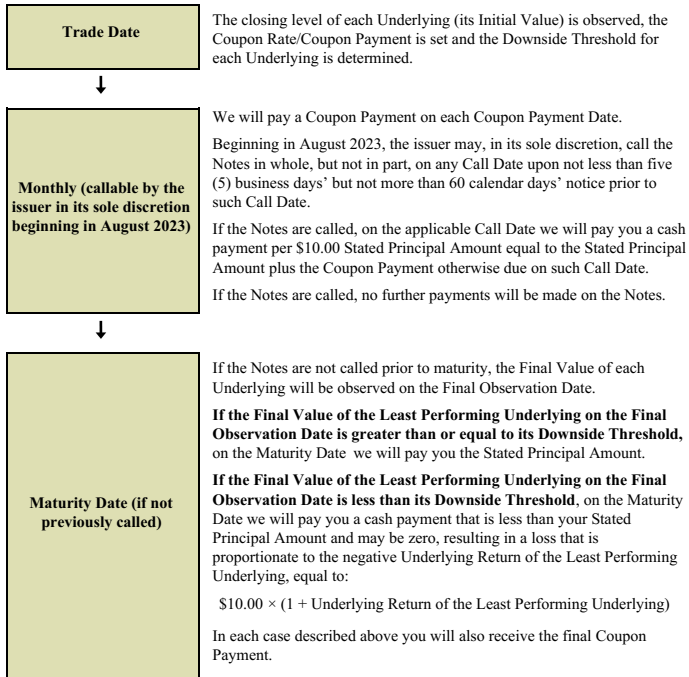 Trade Date
The closing level of each Underlying (its Initial Value) is observed, the
Coupon Rate/Coupon Payment is set and the Downside Threshold for
each Underlying is determined.
Monthly (callable by the
issuer in its sole discretion
beginning in August 2023)
We will pay a Coupon Payment on each Coupon Payment Date.
Beginning in August 2023, the issuer may, in its sole discretion, call the
Notes in whole, but not in part, on any Call Date upon not less than five
(5) business days’ but not more than 60 calendar days’ notice prior to
such Call Date.
If the Notes are called, on the applicable Call Date we will pay you a cash
payment per $10.00 Stated Principal Amount equal to the Stated Principal
Amount plus the Coupon Payment otherwise due on such Call Date.
If the Notes are called, no further payments will be made on the Notes.
Maturity Date (if not
previously called)
If the Notes are not called prior to maturity, the Final Value of each
Underlying will be observed on the Final Observation Date.
If the Final Value of the Least Performing Underlying on the Final
Observation Date is greater than or equal to its Downside Threshold,
on the Maturity Date we will pay you the Stated Principal Amount.
If the Final Value of the Least Performing Underlying on the Final
Observation Date is less than its Downside Threshold, on the Maturity
Date we will pay you a cash payment that is less than your Stated
Principal Amount and may be zero, resulting in a loss that is
proportionate to the negative Underlying Return of the Least Performing
Underlying, equal to:
$10.00 × (1 + Underlying Return of the Least Performing Underlying)
In each case described above you will also receive the final Coupon
Payment.